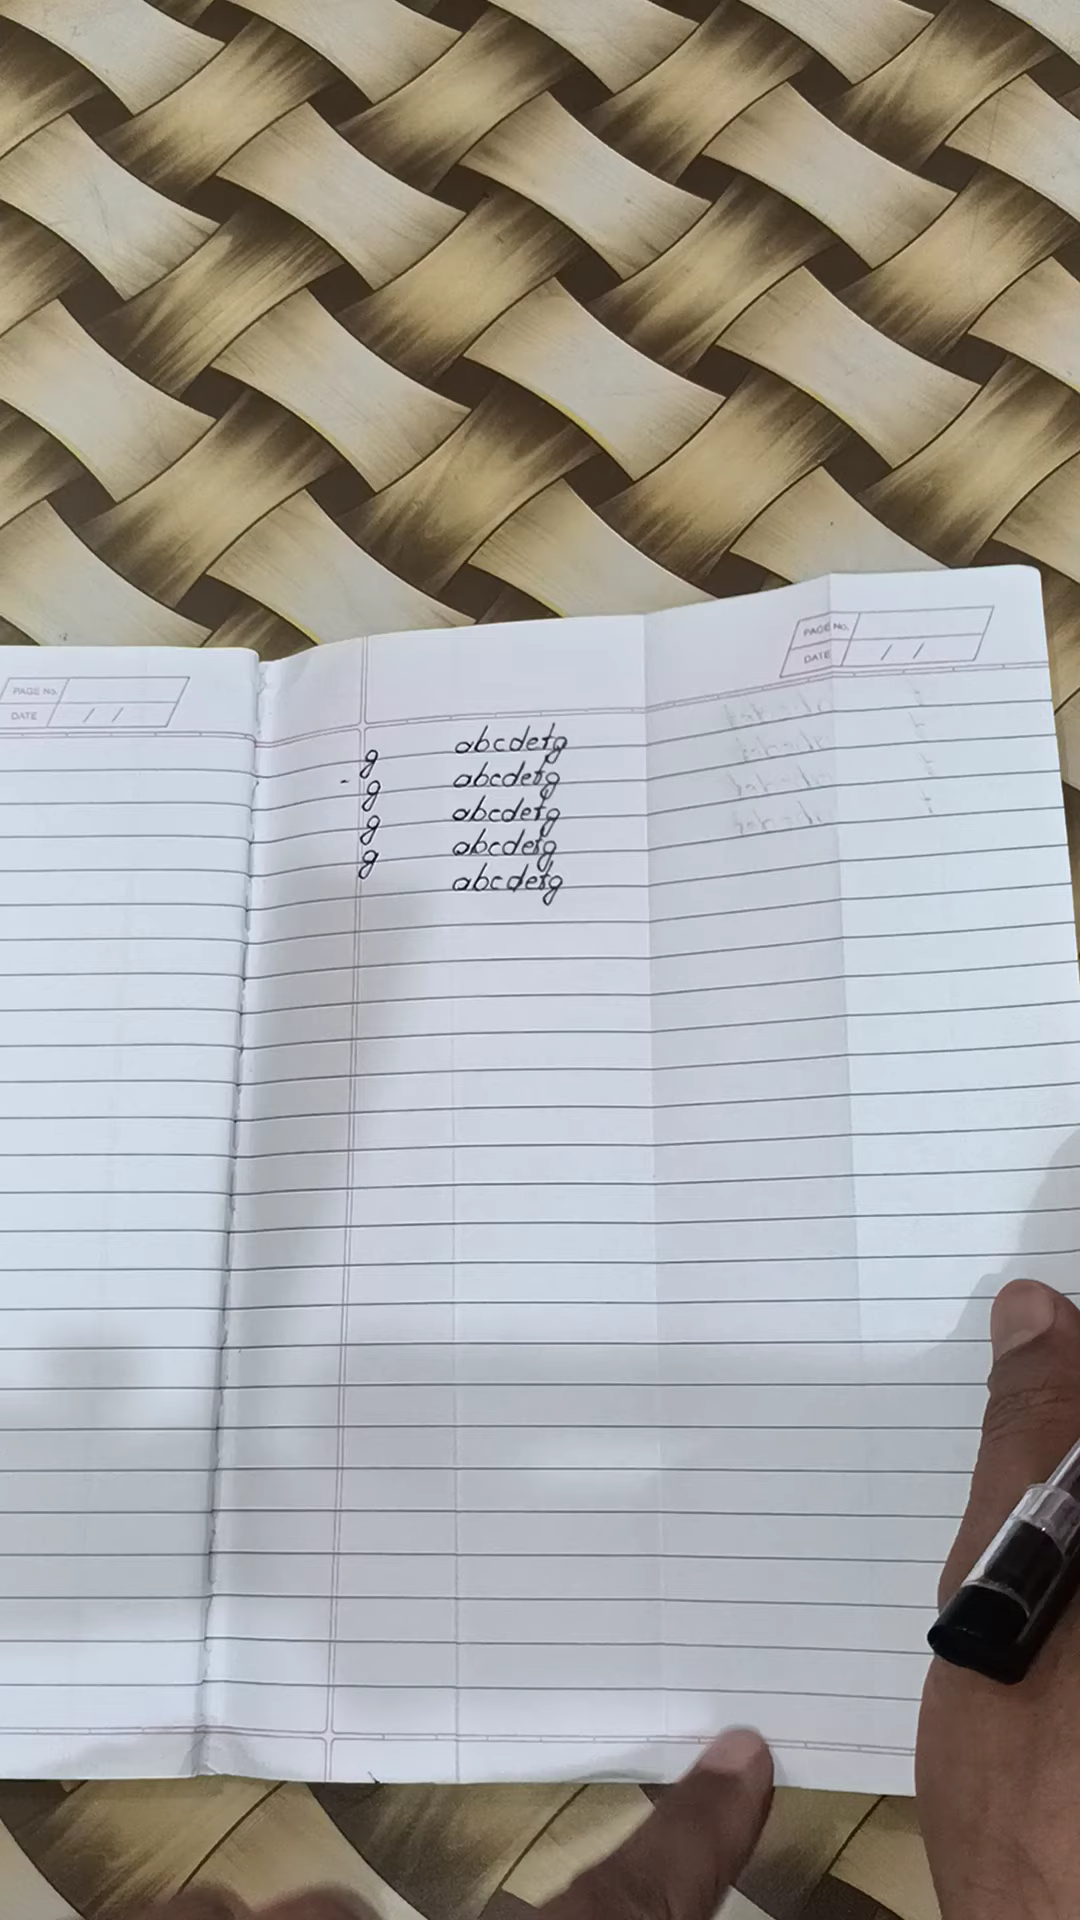 PAGE No.
DATE / /
PAGE No.
DATE / /
abcdefg
g
abcdefg
g
abcdefg
g
abcdefg
g
abcdefg